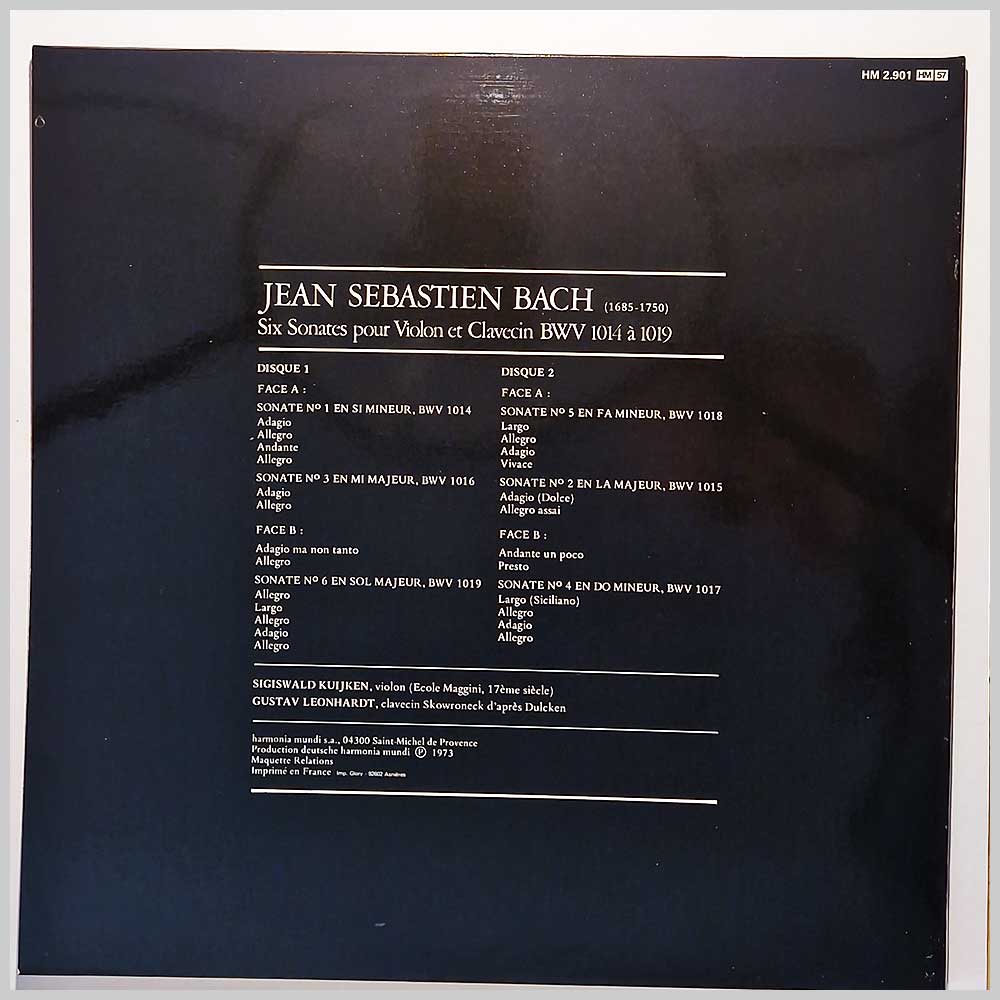 HM 2.901 HM 57
JEAN SEBASTIEN BACH (1685-1750)
Six Sonates pour Violon et Clavecin BWV 1014 à 1019
DISQUE 1
FACE A :
SONATE Nº 1 EN SI MINEUR, BWV 1014
Adagio
Allegro
Andante
Allegro
SONATE Nº 3 EN MI MAJEUR, BWV 1016
Adagio
Allegro
FACE B :
Adagio ma non tanto
Allegro
SONATE Nº 6 EN SOL MAJEUR, BWV 1019
Allegro
Largo
Allegro
Adagio
Allegro
DISQUE 2
FACE A :
SONATE Nº 5 EN FA MINEUR, BWV 1018
Largo
Allegro
Adagio
Vivace
SONATE Nº 2 EN LA MAJEUR, BWV 1015
Adagio (Dolce)
Allegro assai
FACE B :
Andante un poco
Presto
SONATE Nº 4 EN DO MINEUR, BWV 1017
Largo (Siciliano)
Allegro
Adagio
Allegro
SIGISWALD KUIJKEN, violon (Ecole Maggini, 17ème siècle)
GUSTAV LEONHARDT, clavecin Skowroneck d'après Dulcken
harmonia mundi s.a., 04300 Saint-Michel de Provence
Production deutsche harmonia mundi Ⓟ 1973
Maquette Relations
Imprimé en France Imp. Glory - 92602 Asnières